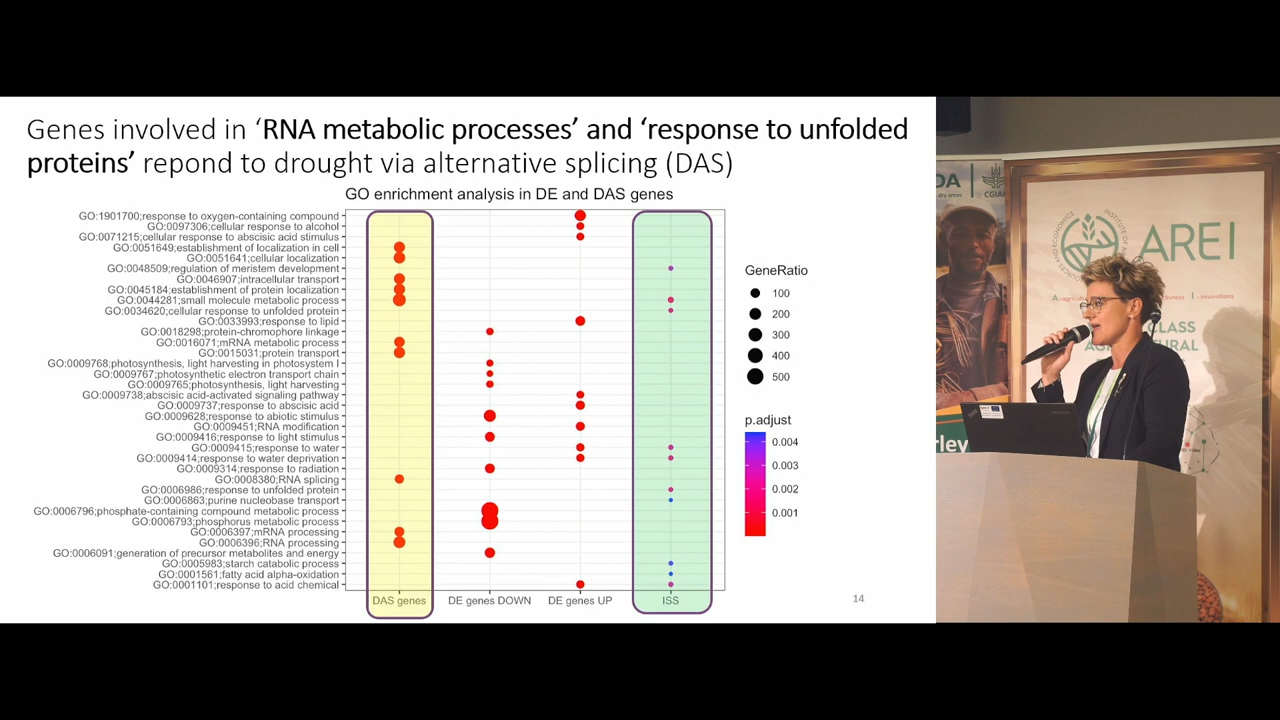 Genes involved in ‘RNA metabolic processes’ and ‘response to unfolded
proteins’ repond to drought via alternative splicing (DAS)
GO enrichment analysis in DE and DAS genes
GO:1901700;response to oxygen-containing compound
GO:0097306;cellular response to alcohol
GO:0071215;cellular response to abscisic acid stimulus
GO:0051649;establishment of localization in cell
GO:0051641;cellular localization
GO:0048509;regulation of meristem development
GO:0046907;intracellular transport
GO:0045184;establishment of protein localization
GO:0044281;small molecule metabolic process
GO:0034620;cellular response to unfolded protein
GO:0033993;response to lipid
GO:0018298;protein-chromophore linkage
GO:0016071;mRNA metabolic process
GO:0015031;protein transport
GO:0009768;photosynthesis, light harvesting in photosystem I
GO:0009767;photosynthetic electron transport chain
GO:0009765;photosynthesis, light harvesting
GO:0009738;abscisic acid-activated signaling pathway
GO:0009737;response to abscisic acid
GO:0009628;response to abiotic stimulus
GO:0009451;RNA modification
GO:0009416;response to light stimulus
GO:0009415;response to water
GO:0009414;response to water deprivation
GO:0009314;response to radiation
GO:0008380;RNA splicing
GO:0006986;response to unfolded protein
GO:0006863;purine nucleobase transport
GO:0006796;phosphate-containing compound metabolic process
GO:0006793;phosphorus metabolic process
GO:0006397;mRNA processing
GO:0006396;RNA processing
GO:0006091;generation of precursor metabolites and energy
GO:0005983;starch catabolic process
GO:0001561;fatty acid alpha-oxidation
GO:0001101;response to acid chemical
DAS genes
DE genes DOWN
DE genes UP
ISS
GeneRatio
100
200
300
400
500
p.adjust
0.004
0.003
0.002
0.001
14
DA
CGIAR
AREI
INSTITUTE OF
AND ECONOMICS
Innovations
CLASS
rley